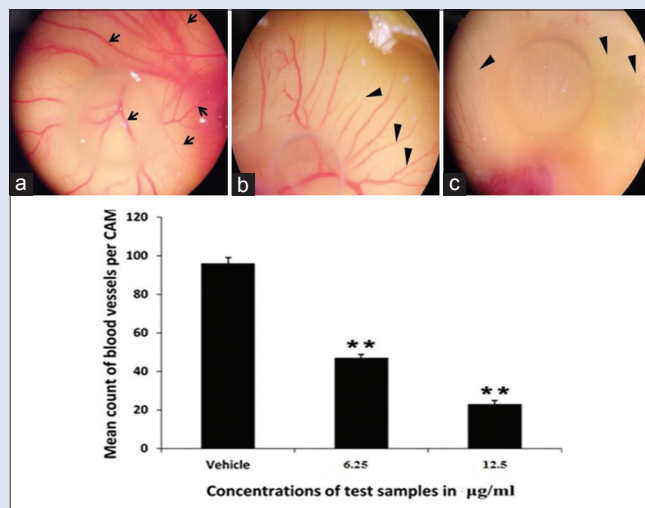 a
b
c
Mean count of blood vessels per CAM
120
100
80
60
40
20
0
**
**
Vehicle
6.25
12.5
Concentrations of test samples in μg/ml